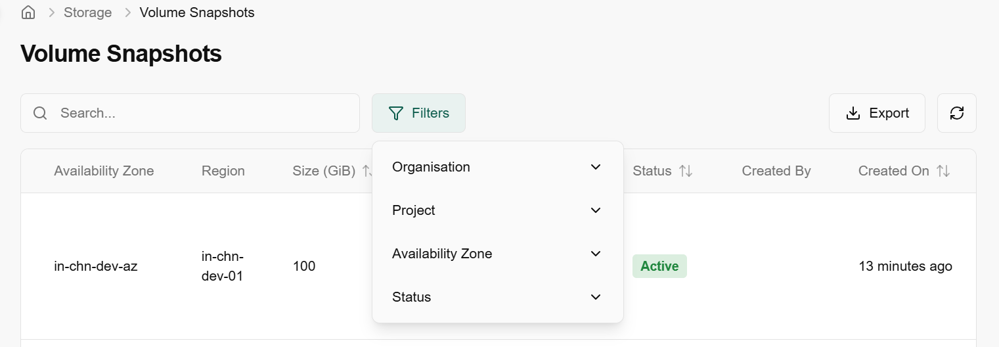 Storage Volume Snapshots
Volume Snapshots
Search... Filters Export
Availability Zone Region Size (GiB) Status Created By Created On
Organisation
Project
Availability Zone
Status
in-chn-dev-az in-chn-
dev-01 100 Active 13 minutes ago